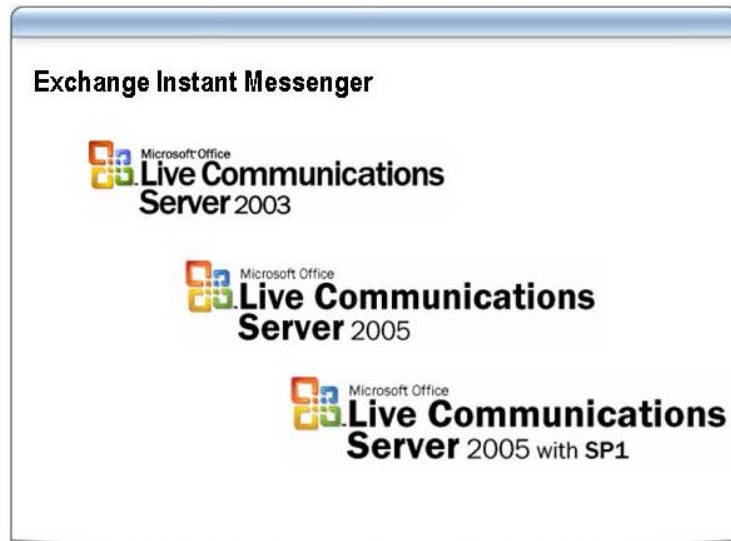 Exchange Instant Messenger
Microsoft Office
Live Communications
Server 2003
Microsoft Office
Live Communications
Server 2005
Microsoft Office
Live Communications
Server 2005 with SP1